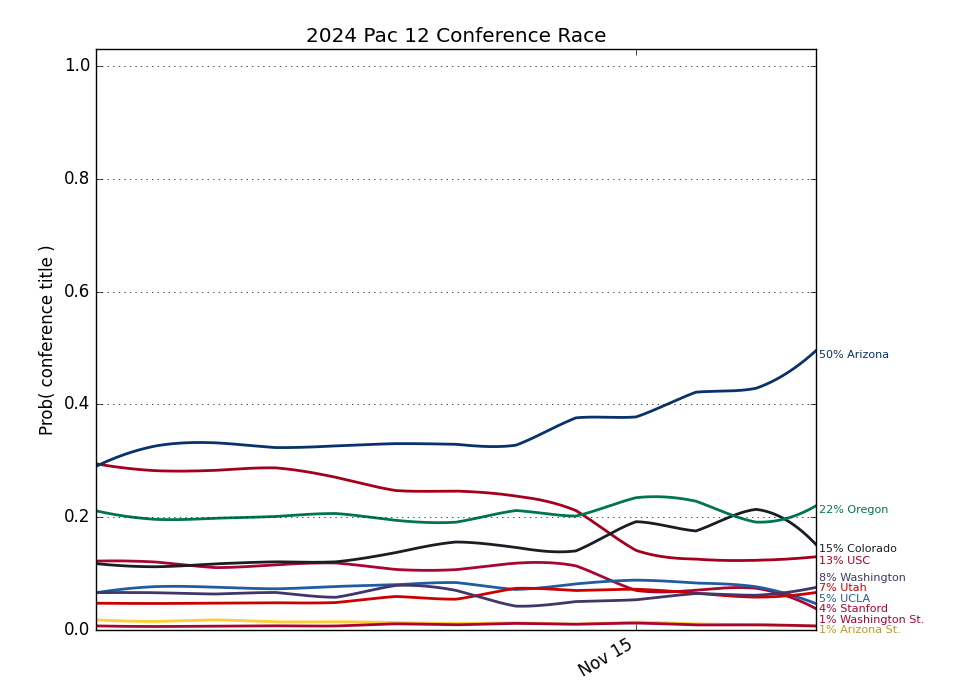 2024 Pac 12 Conference Race
Prob( conference title )
1.0
0.8
0.6
0.4
0.2
0.0
Nov 15
50% Arizona
22% Oregon
15% Colorado
13% USC
8% Washington
7% Utah
5% UCLA
4% Stanford
1% Washington St.
1% Arizona St.